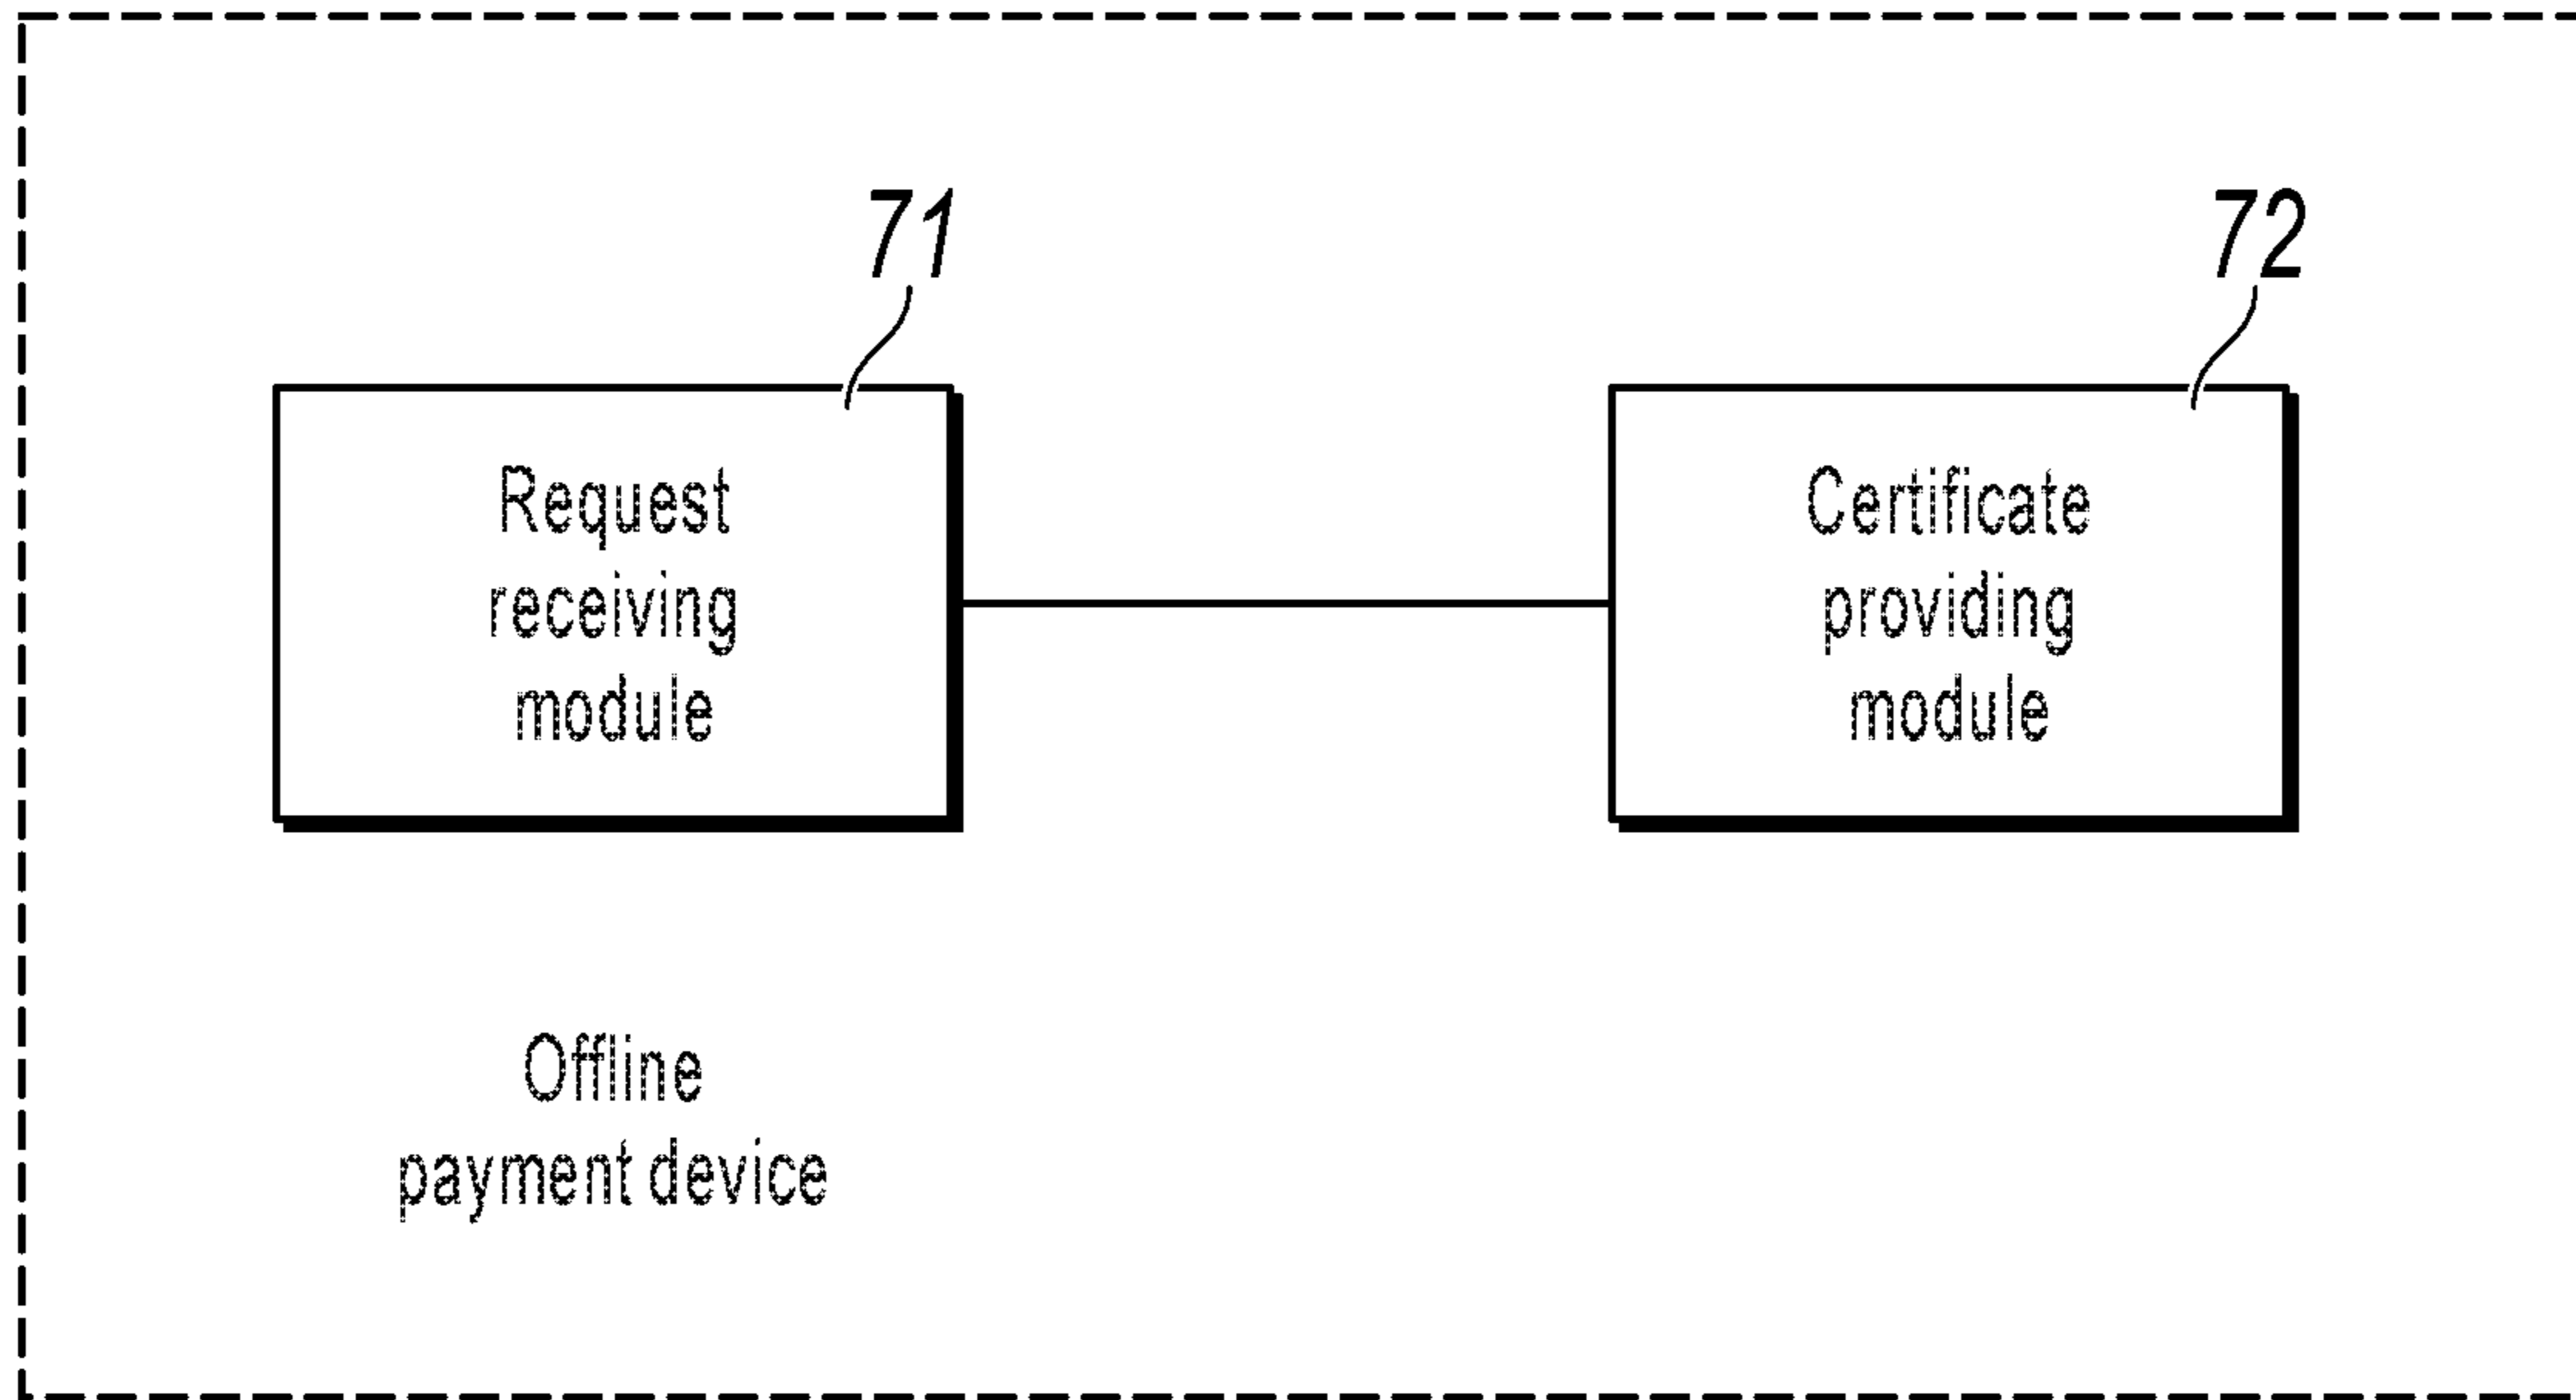 71
72
Request
receiving
module
Certificate
providing
module
Offline
payment device